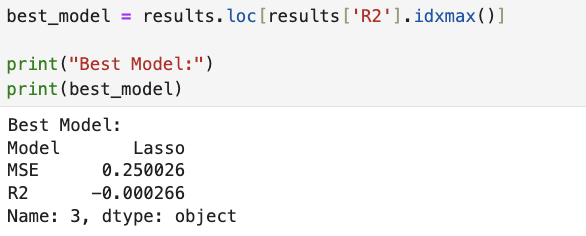 best_model = results.loc[results['R2'].idxmax()]
print("Best Model:")
print(best_model)
Best Model:
Model       Lasso
MSE    0.250026
R2    −0.000266
Name: 3, dtype: object